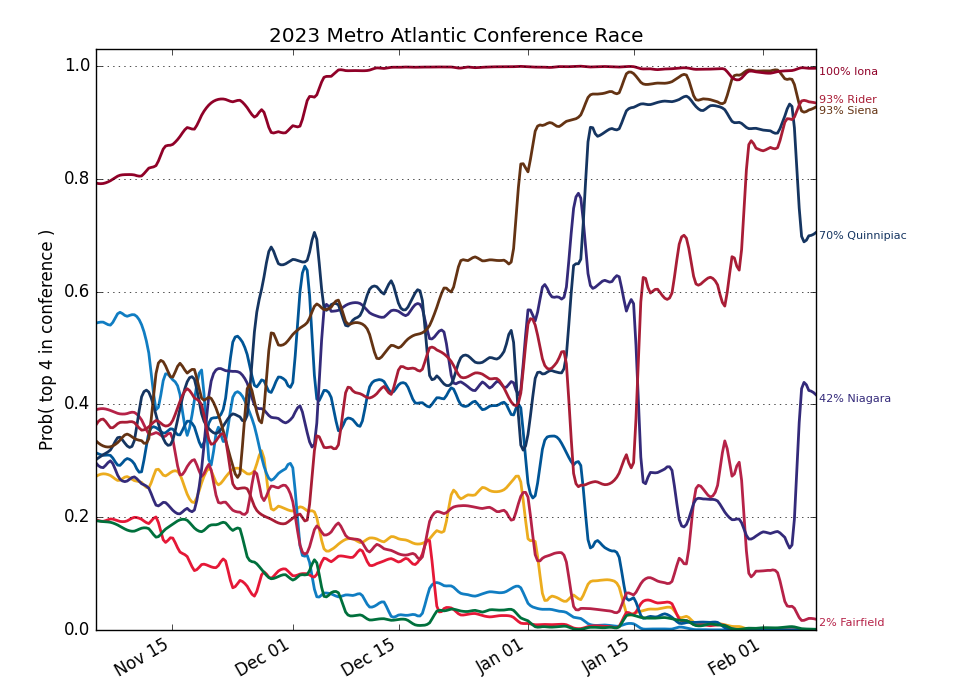 2023 Metro Atlantic Conference Race
Prob( top 4 in conference )
1.0
0.8
0.6
0.4
0.2
0.0
100% Iona
93% Rider
93% Siena
70% Quinnipiac
42% Niagara
2% Fairfield
Nov 15
Dec 01
Dec 15
Jan 01
Jan 15
Feb 01